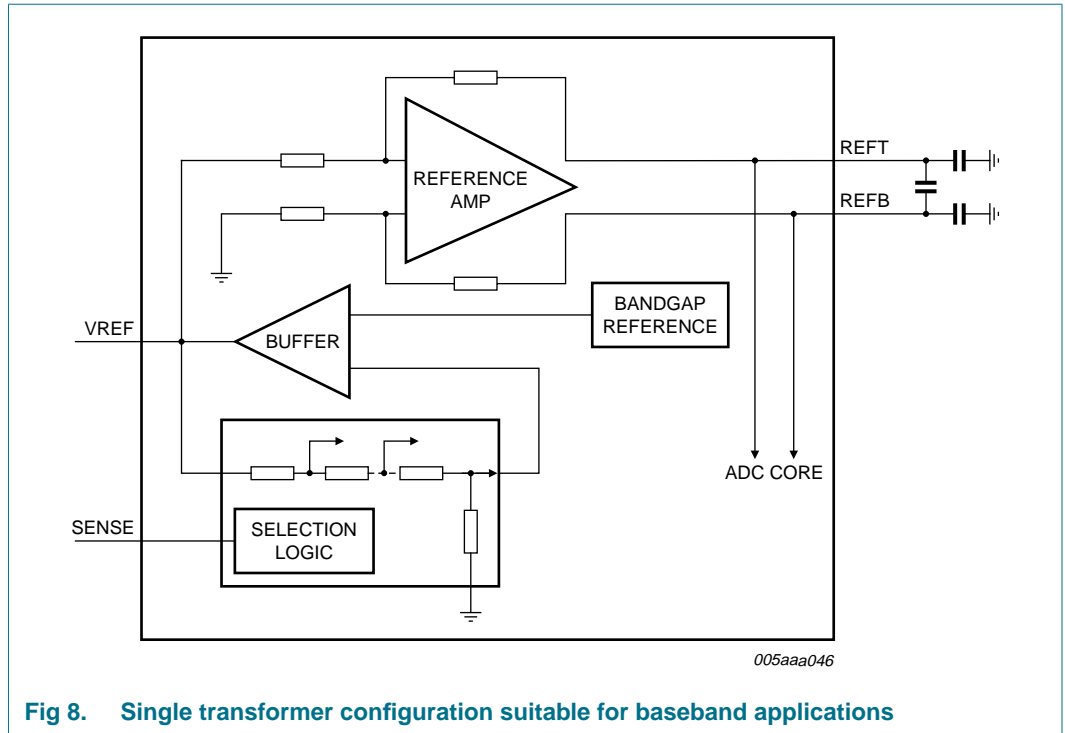 REFERENCE
AMP
REFT
REFB
BANDGAP
REFERENCE
VREF
BUFFER
ADC CORE
SENSE
SELECTION
LOGIC
005aaa046
Fig 8. Single transformer configuration suitable for baseband applications